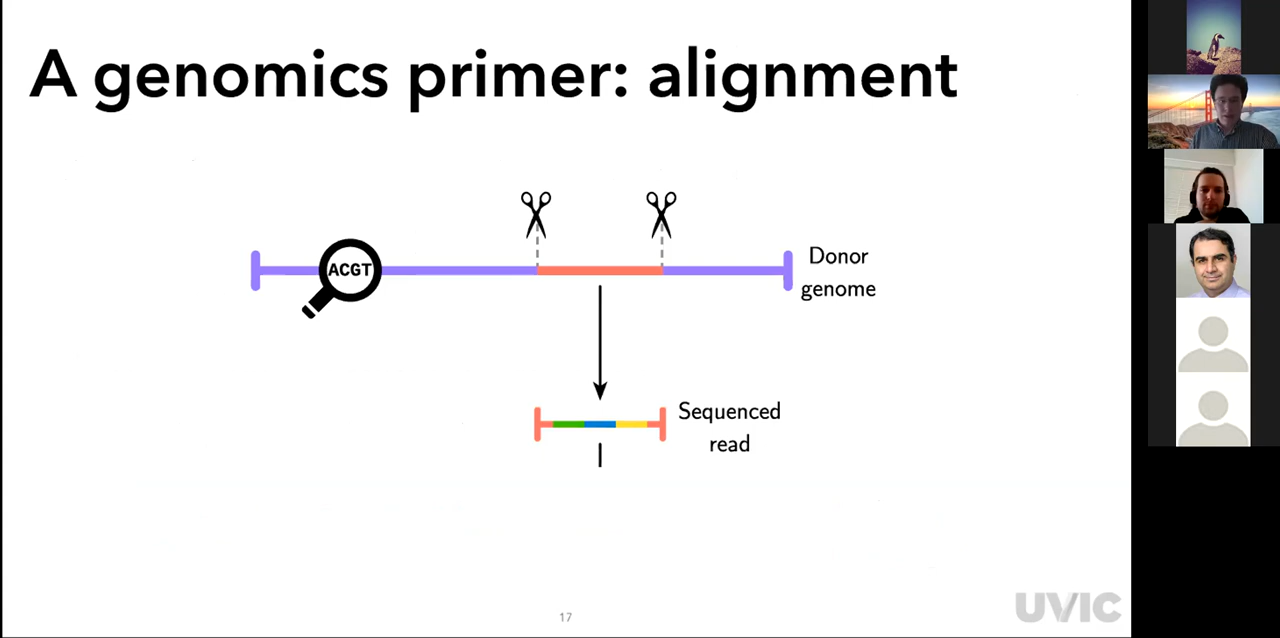 A genomics primer: alignment
ACGT
Donor
genome
Sequenced
read
17
UVIC